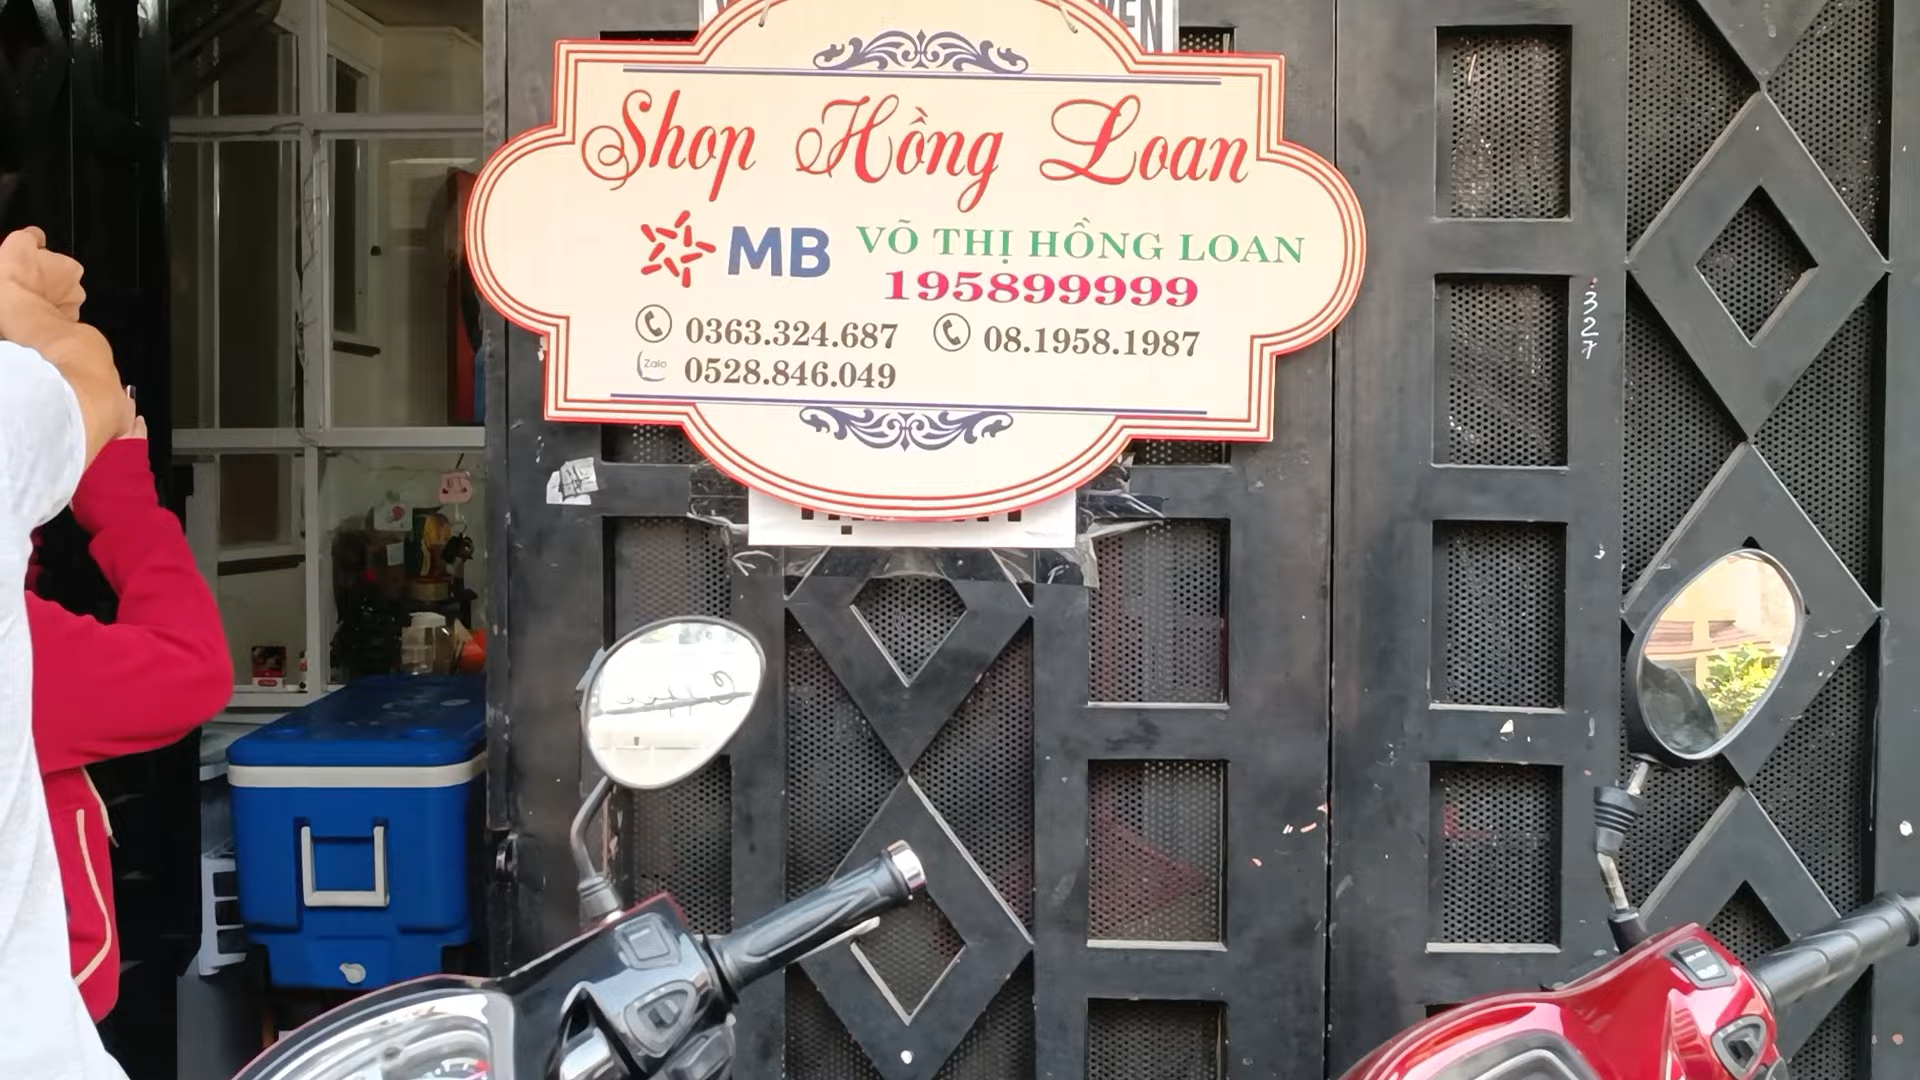 Shop Hồng Loan
MB VÕ THỊ HỒNG LOAN
195899999
0363.324.687 08.1958.1987
Zalo 0528.846.049
327